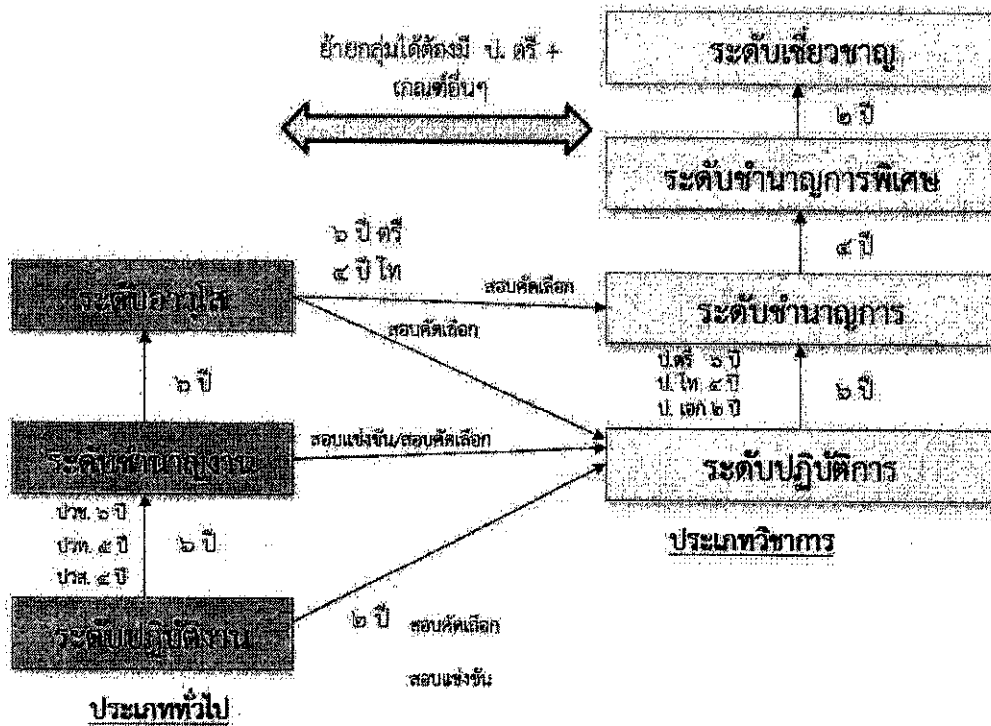 ย้ายกลุ่มได้ต้องมี ป. ตรี +
เกณฑ์อื่นๆ
ระดับเชี่ยวชาญ
๒ ปี
ระดับชำนาญการพิเศษ
๔ ปี
๖ ปี ตรี
๔ ปี โท
ระดับอาวุโส
สอบคัดเลือก
สอบคัดเลือก
ระดับชำนาญการ
ป.ตรี ๖ ปี
ป. โท ๔ ปี
ป. เอก ๒ ปี
๖ ปี
๖ ปี
ระดับชำนาญงาน
สอบแข่งขัน/สอบคัดเลือก
ระดับปฏิบัติการ
ประเภทวิชาการ
ปวช. ๖ ปี
ปวท. ๕ ปี
ปวส. ๔ ปี
๖ ปี
ระดับปฏิบัติงาน
๒ ปี สอบคัดเลือก
สอบแข่งขัน
ประเภททั่วไป